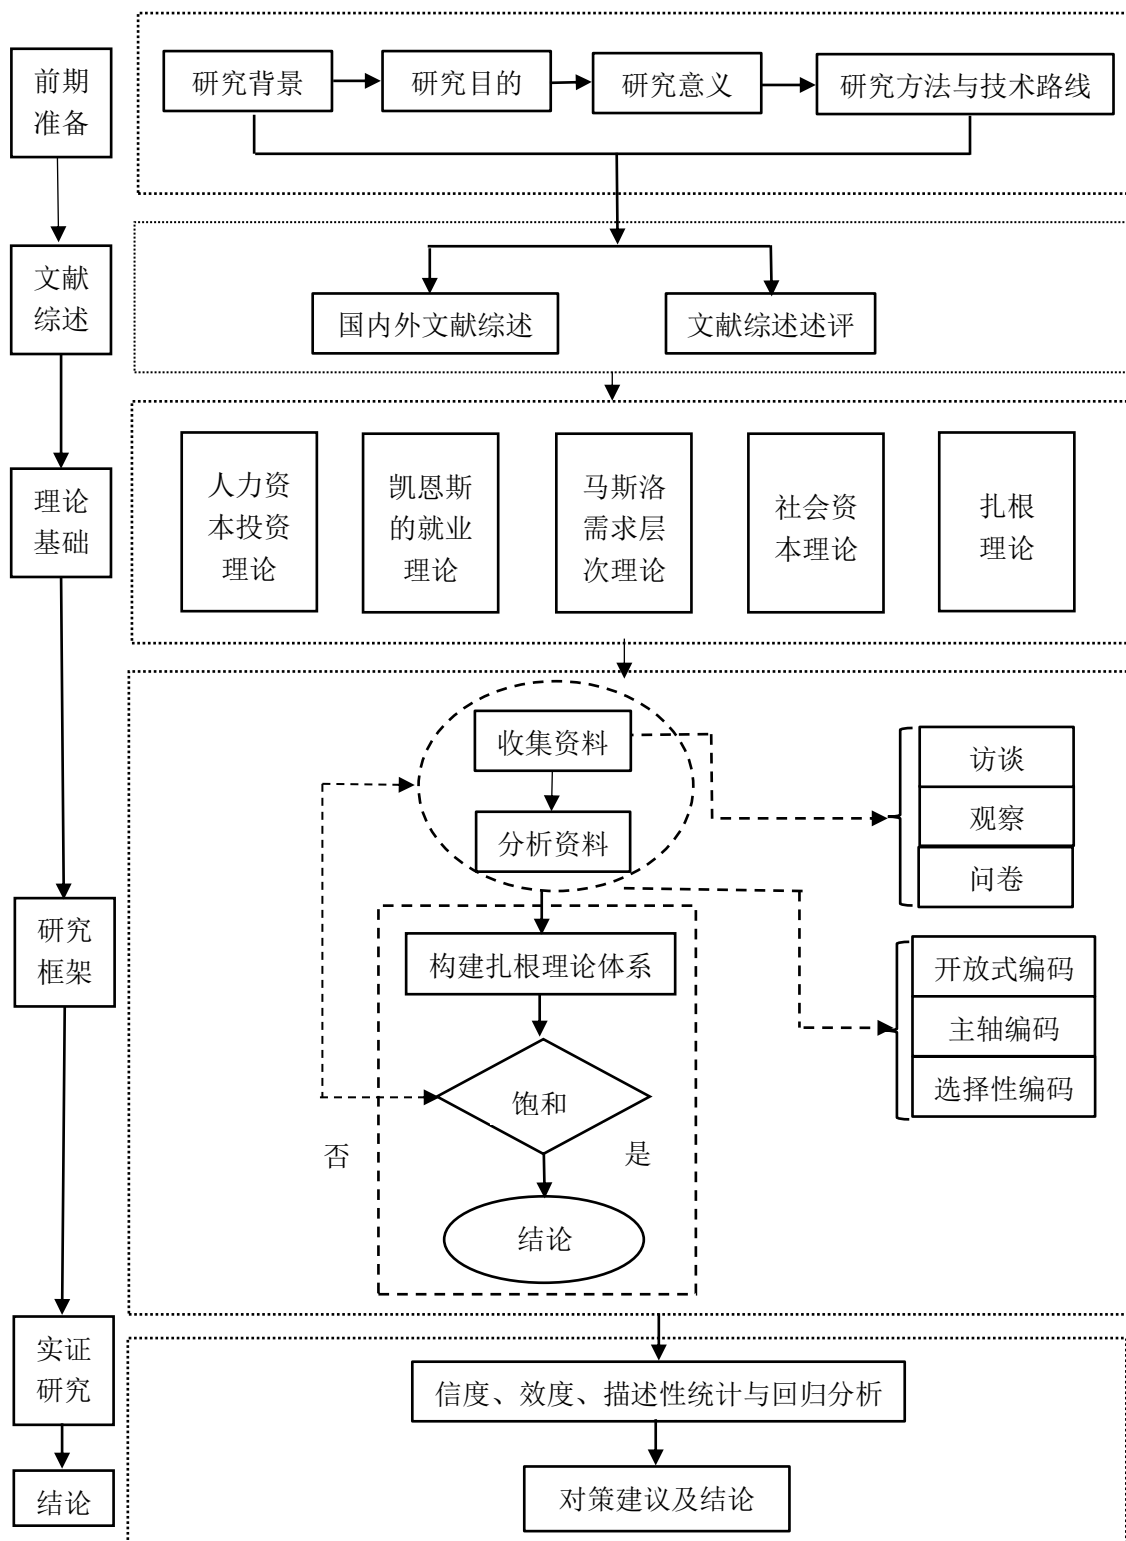 前期
准备
研究背景
研究目的
研究意义
研究方法与技术路线
文献
综述
国内外文献综述
文献综述述评
理论
基础
人力资
本投资
理论
凯恩斯
的就业
理论
马斯洛
需求层
次理论
社会资
本理论
扎根
理论
研究
框架
收集资料
分析资料
访谈
观察
问卷
构建扎根理论体系
开放式编码
主轴编码
选择性编码
饱和
否
是
结论
实证
研究
信度、效度、描述性统计与回归分析
结论
对策建议及结论